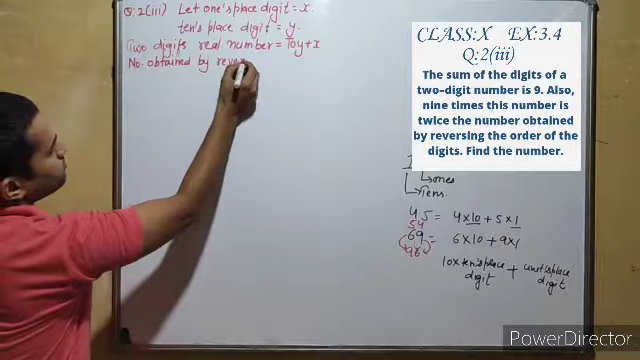 Q:2(iii) Let one's place digit = x.
ten's place digit = y.
Two digits real number = 10y+x
No. obtained by rever
CLASS:X EX:3.4
Q:2(iii)
The sum of the digits of a
two-digit number is 9. Also,
nine times this number is
twice the number obtained
by reversing the order of the
digits. Find the number.
ones
Tens
45 = 4×10 + 5×1
54
69 = 6×10 + 9×1
96
10x ten's place digit + unit's place digit
PowerDirector